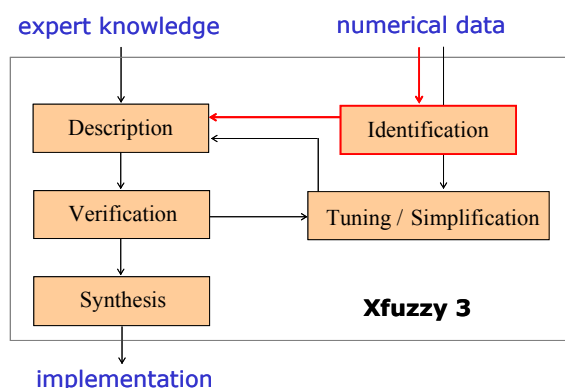 expert knowledge
numerical data
Description
Identification
Verification
Tuning / Simplification
Synthesis
Xfuzzy 3
implementation